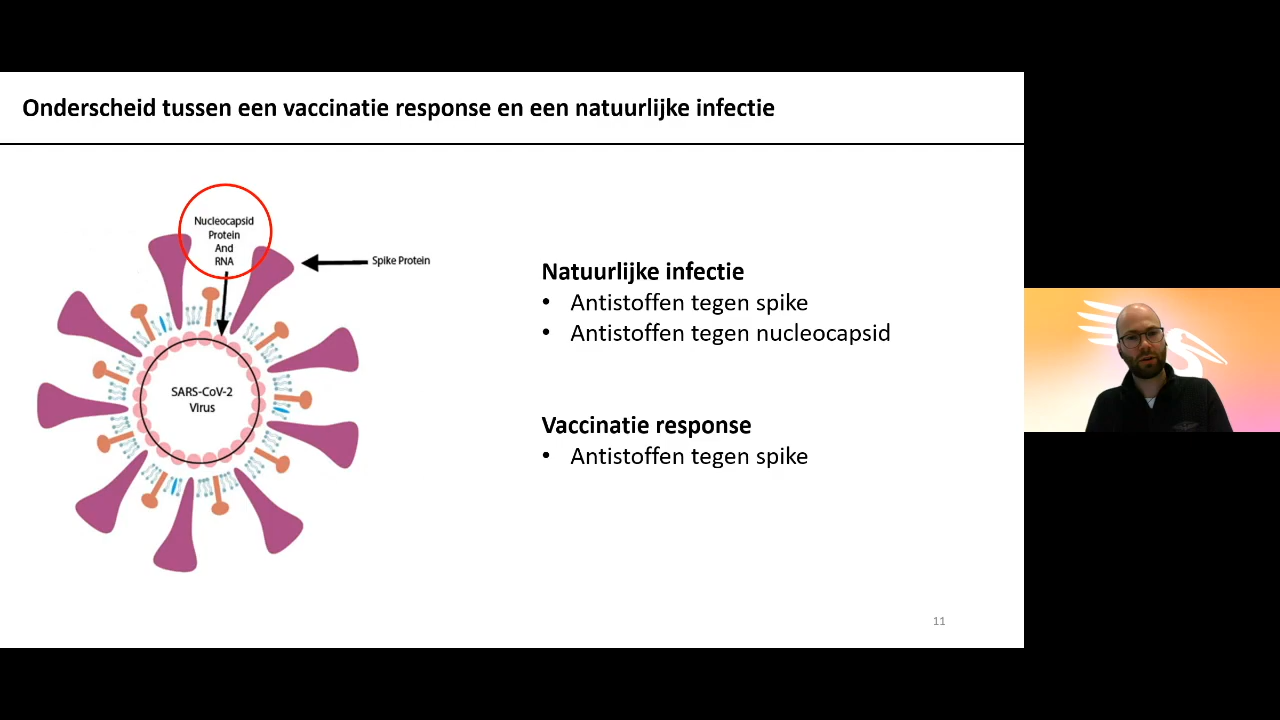 Onderscheid tussen een vaccinatie response en een natuurlijke infectie
Nucleocapsid
Protein
And
RNA
Spike Protein
SARS-CoV-2
Virus
Natuurlijke infectie
• Antistoffen tegen spike
• Antistoffen tegen nucleocapsid
Vaccinatie response
• Antistoffen tegen spike
11